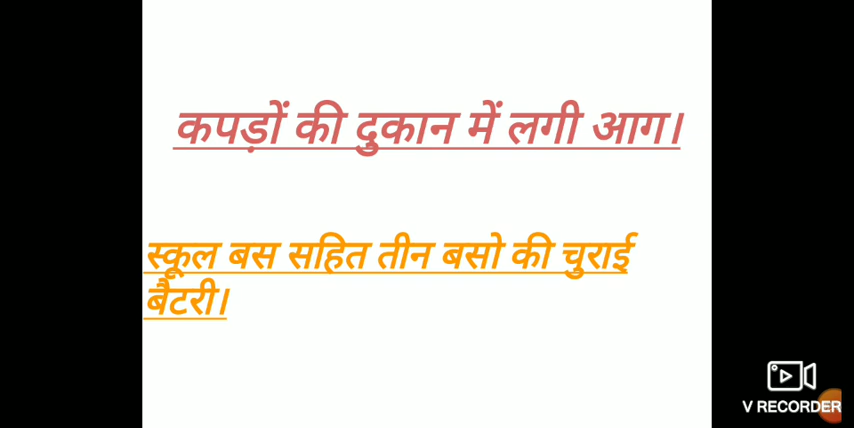 कपड़ों की दुकान में लगी आग।
स्कूल बस सहित तीन बसो की चुराई
बैटरी।
V RECORDER